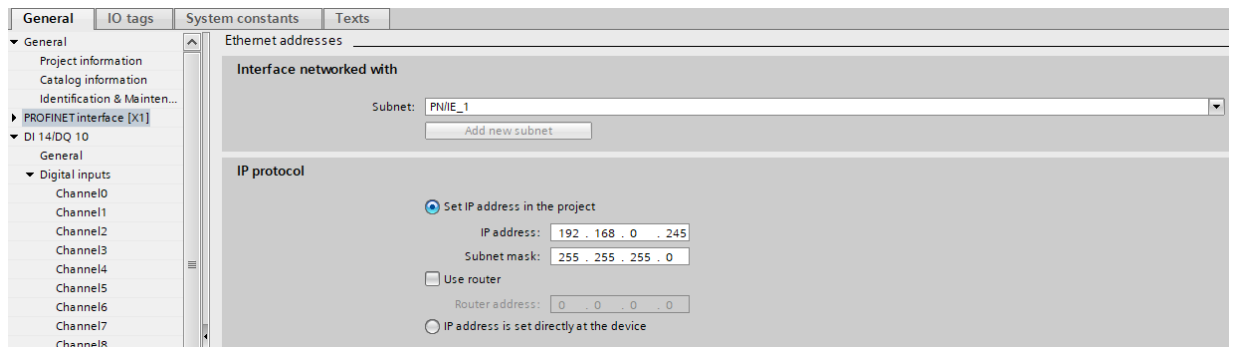 General IO tags System constants Texts
General
Project information
Catalog information
Identification & Mainten...
PROFINET interface [X1]
DI 14/DQ 10
General
Digital inputs
Channel0
Channel1
Channel2
Channel3
Channel4
Channel5
Channel6
Channel7
Channel8
Ethernet addresses
Interface networked with
Subnet: PN/IE_1
Add new subnet
IP protocol
Set IP address in the project
IP address: 192 . 168 . 0 . 245
Subnet mask: 255 . 255 . 255 . 0
Use router
Router address: 0 . 0 . 0 . 0
IP address is set directly at the device